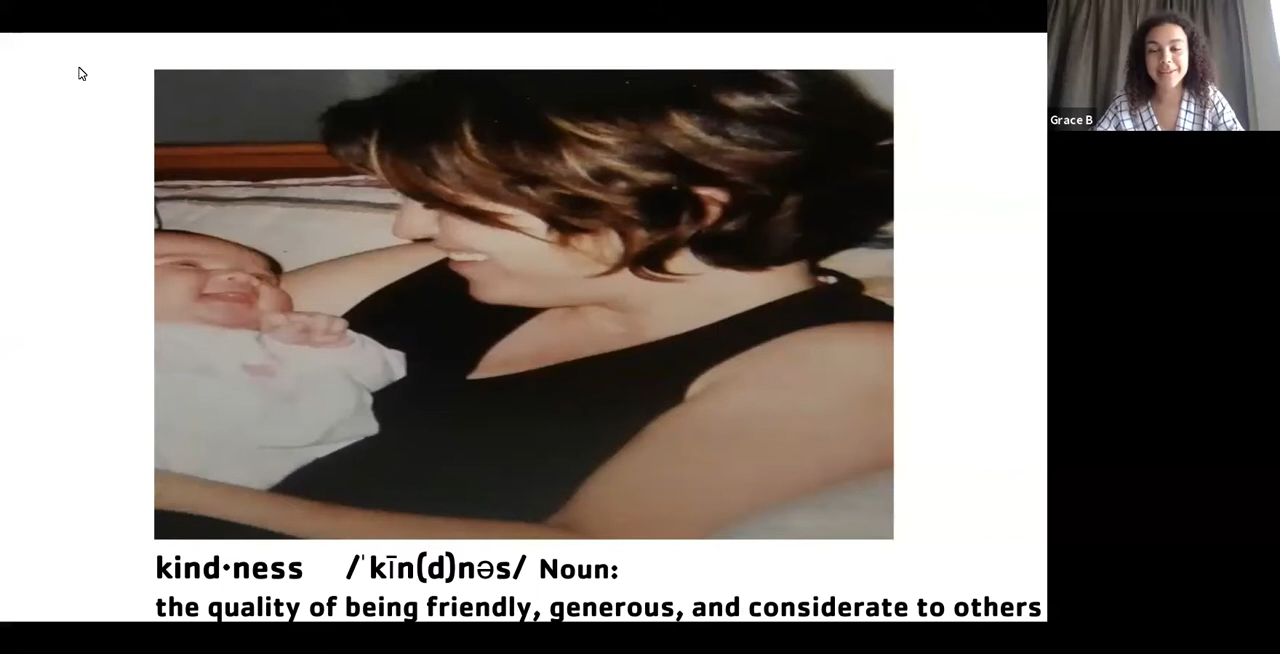 Grace B
kind·ness /ˈkīn(d)nəs/ Noun:
the quality of being friendly, generous, and considerate to others